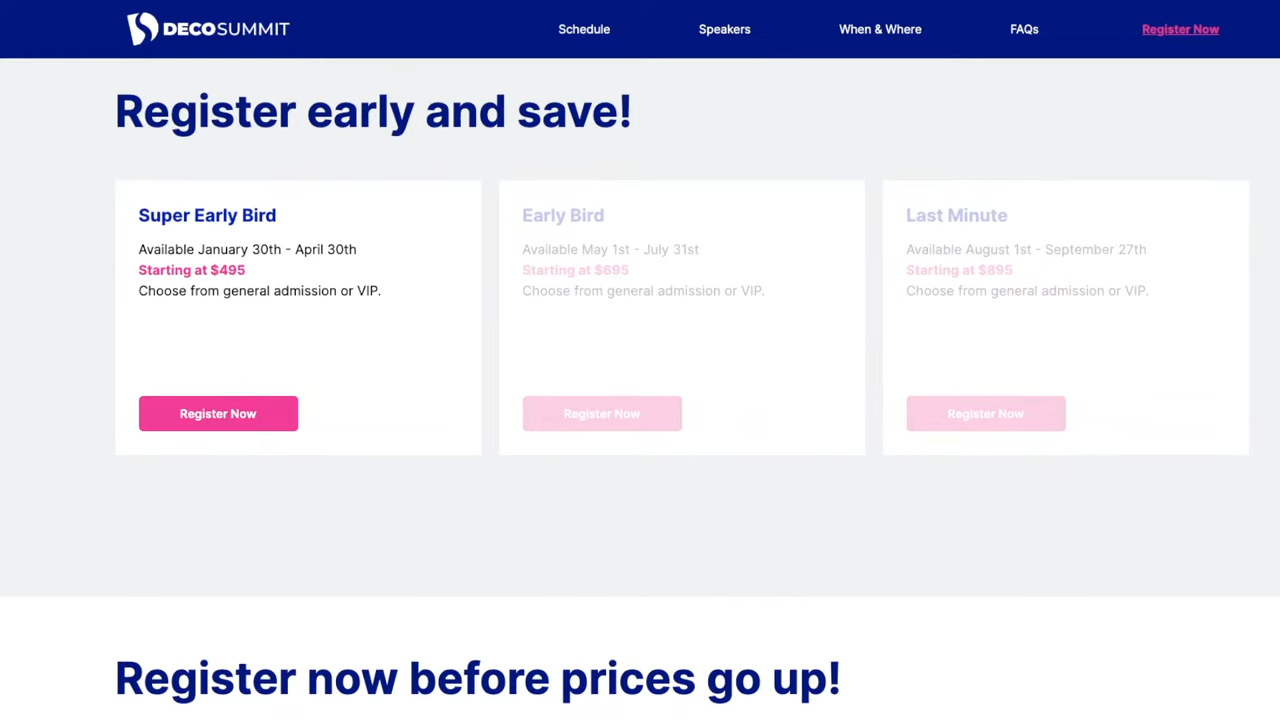 DECOSUMMIT
Schedule
Speakers
When & Where
FAQs
Register Now
Register early and save!
Super Early Bird
Available January 30th - April 30th
Starting at $495
Choose from general admission or VIP.
Register Now
Early Bird
Available May 1st - July 31st
Starting at $695
Choose from general admission or VIP.
Register Now
Last Minute
Available August 1st - September 27th
Starting at $895
Choose from general admission or VIP.
Register Now
Register now before prices go up!